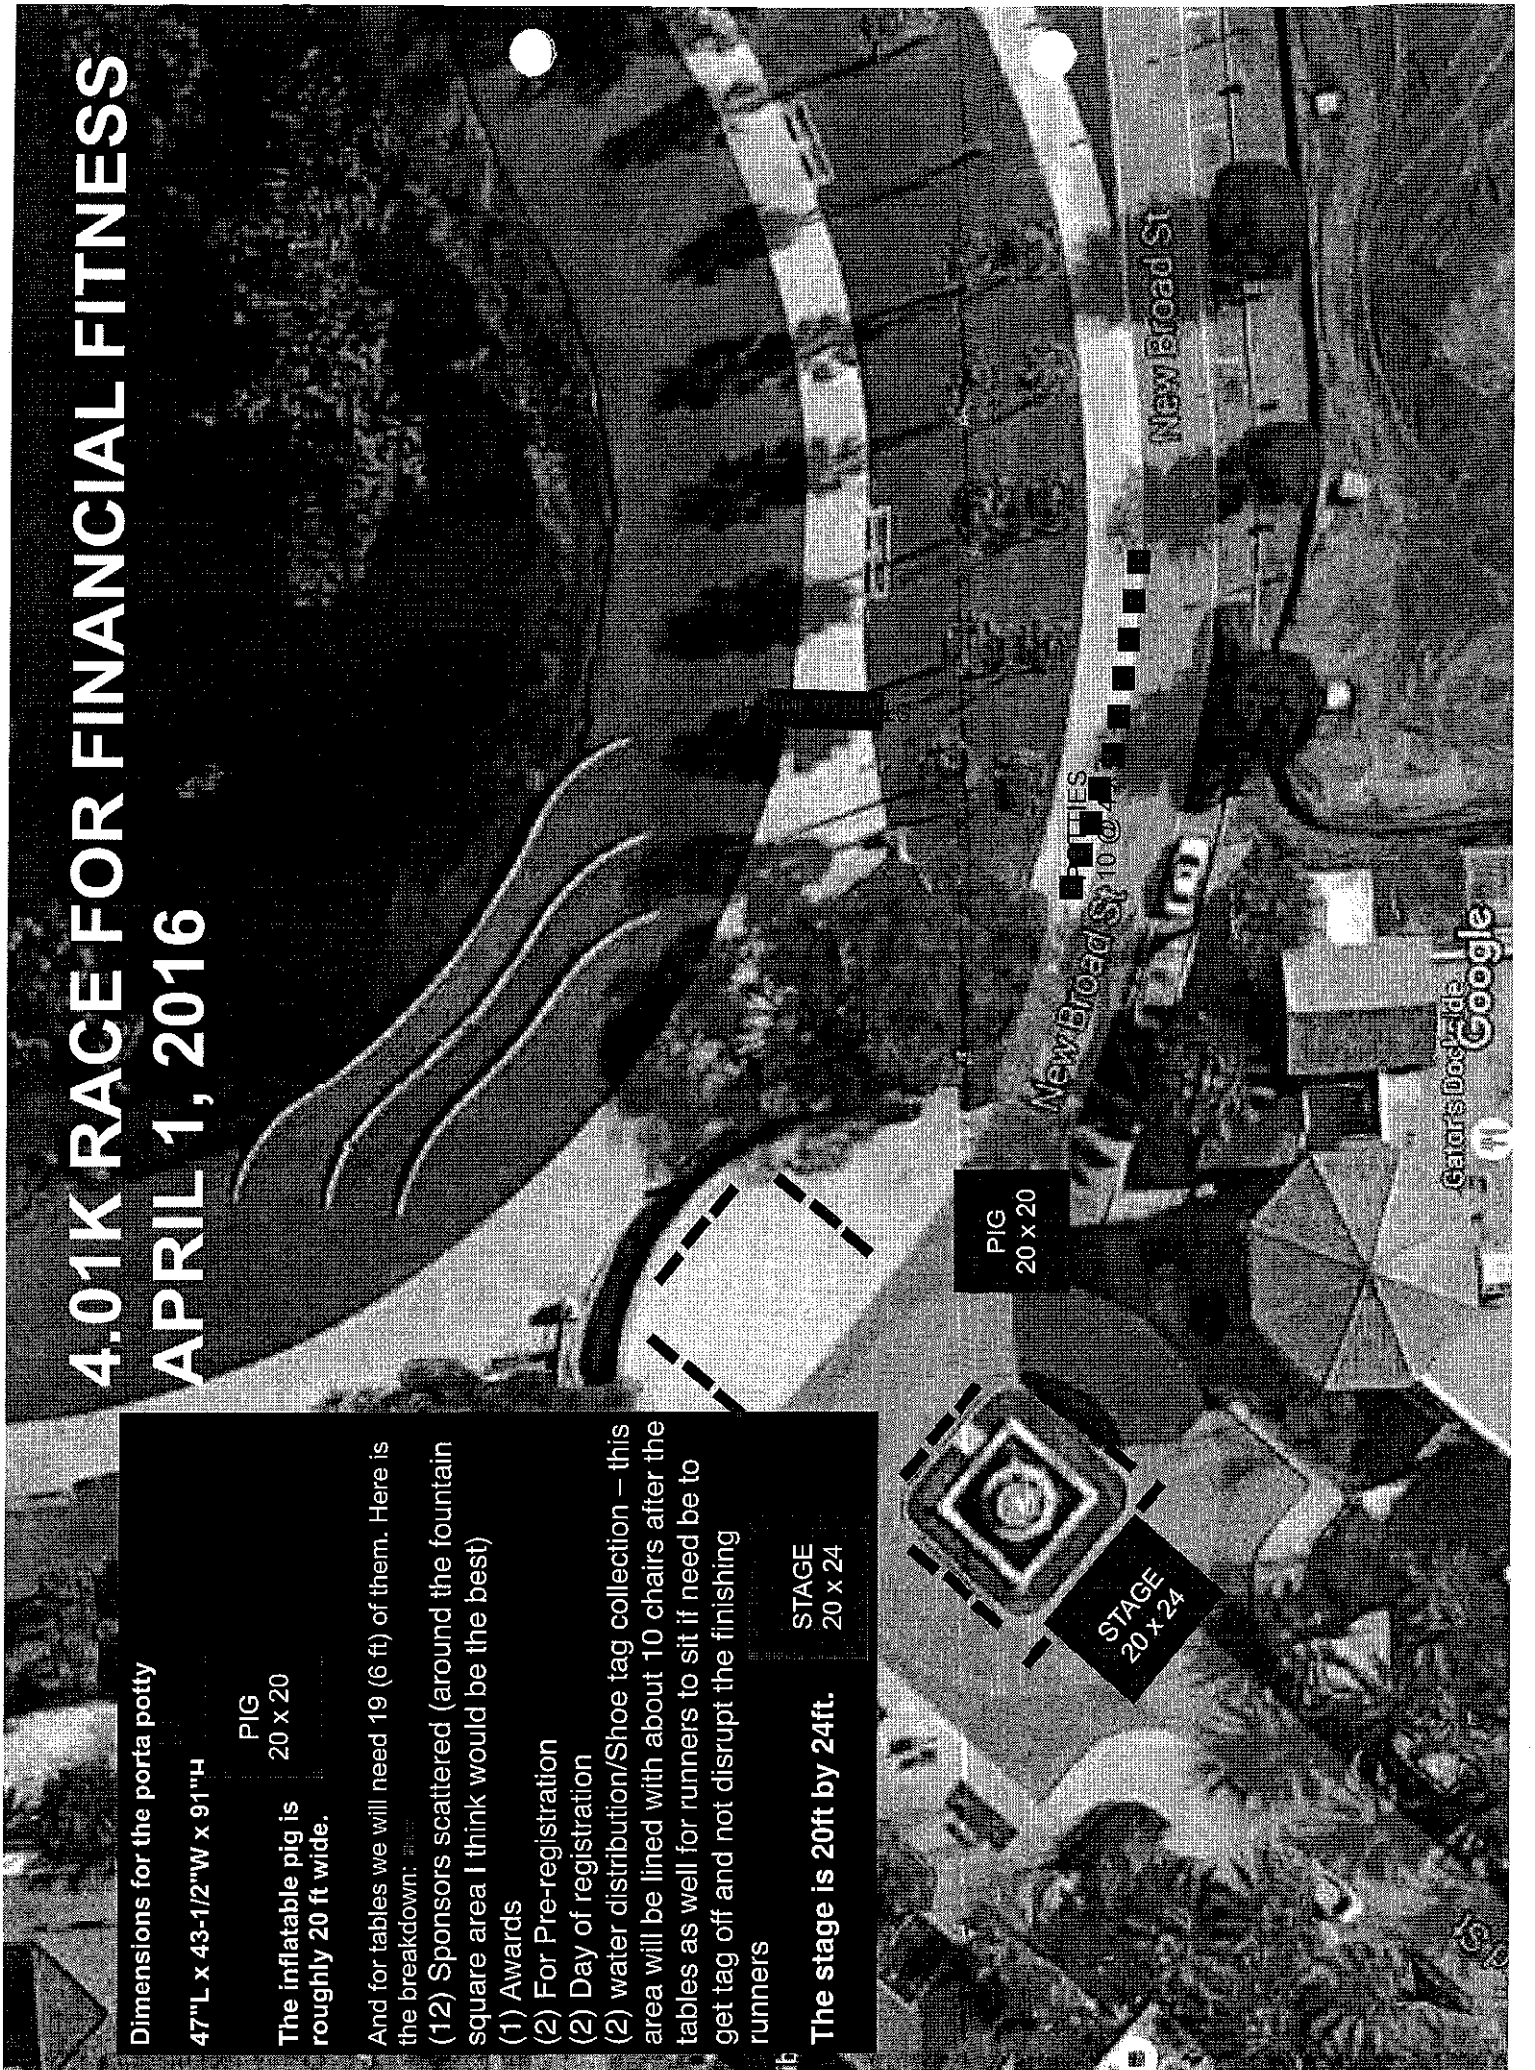 4.01K RACE FOR FINANCIAL FITNESS
APRIL 1, 2016
Dimensions for the porta potty
47"L x 43-1/2"W x 91"H
PIG
20 x 20
The inflatable pig is
roughly 20 ft wide.
And for tables we will need 19 (6 ft) of them. Here is
the breakdown:
(12) Sponsors scattered (around the fountain
square area I think would be the best)
(1) Awards
(2) For Pre-registration
(2) Day of registration
(2) water distribution/Shoe tag collection – this
area will be lined with about 10 chairs after the
tables as well for runners to sit if need be to
get tag off and not disrupt the finishing
runners
STAGE
20 x 24
The stage is 20ft by 24ft.
STAGE
20 x 24
PIG
20 x 20
New Broad St
10 @ 4
New Broad St
Gators Dockside
Google